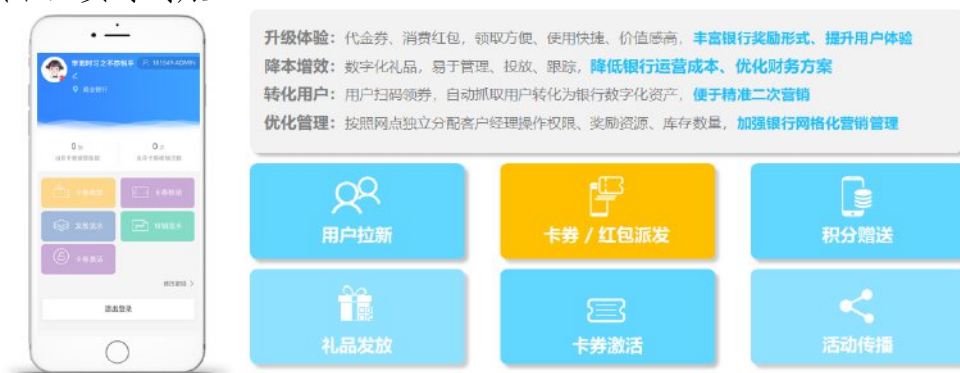 升级体验：代金券、消费红包，领取方便、使用快捷、价值感高，丰富银行奖励形式、提升用户体验
降本增效：数字化礼品，易于管理、投放、跟踪，降低银行运营成本、优化财务方案
转化用户：用户扫码领券，自动抓取用户转化为银行数字化资产，便于精准二次营销
优化管理：按照网点独立分配客户经理操作权限、奖励资源、库存数量，加强银行网格化营销管理
用户拉新
卡券 / 红包派发
积分赠送
礼品发放
卡券激活
活动传播
退出登录